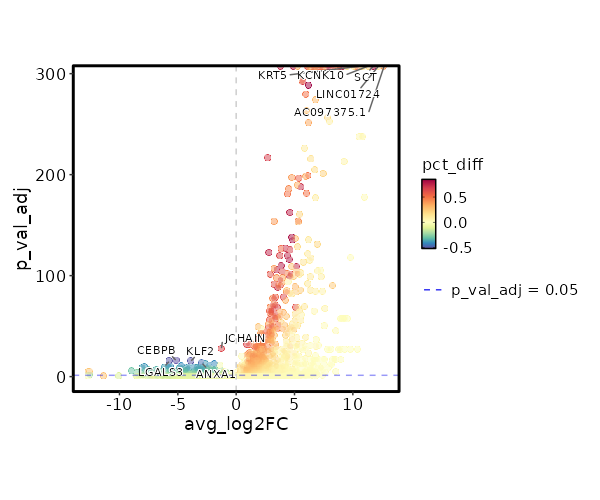 300
200
100
0
-10
-5
0
5
10
avg_log2FC
p_val_adj
KRT5
KCNK10
SCT
LINC01724
AC097375.1
JCHAIN
CEBPB
KLF2
LGALS3
ANXA1
pct_diff
0.5
0.0
-0.5
p_val_adj = 0.05